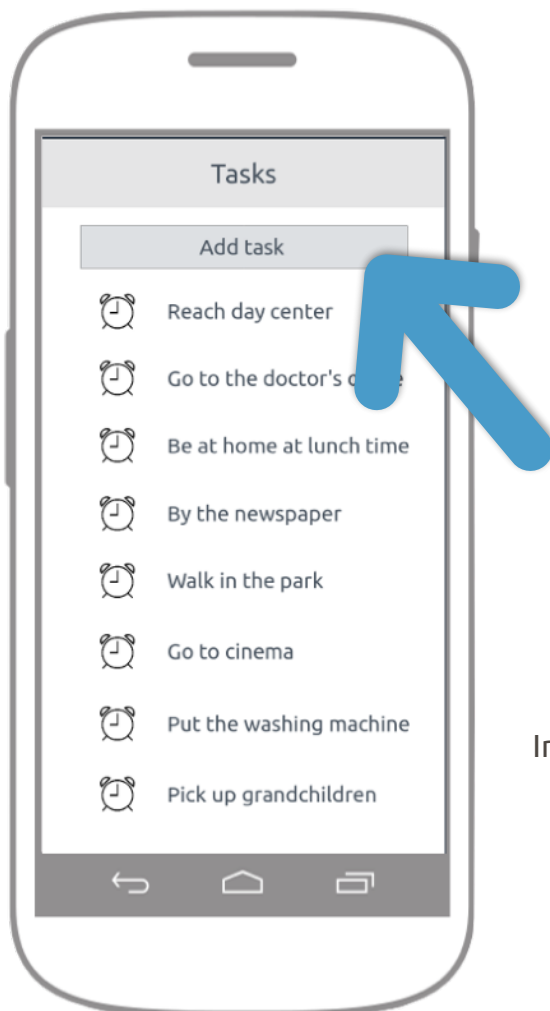 Tasks
Add task
Reach day center
Go to the doctor's
Be at home at lunch time
By the newspaper
Walk in the park
Go to cinema
Put the washing machine
Pick up grandchildren